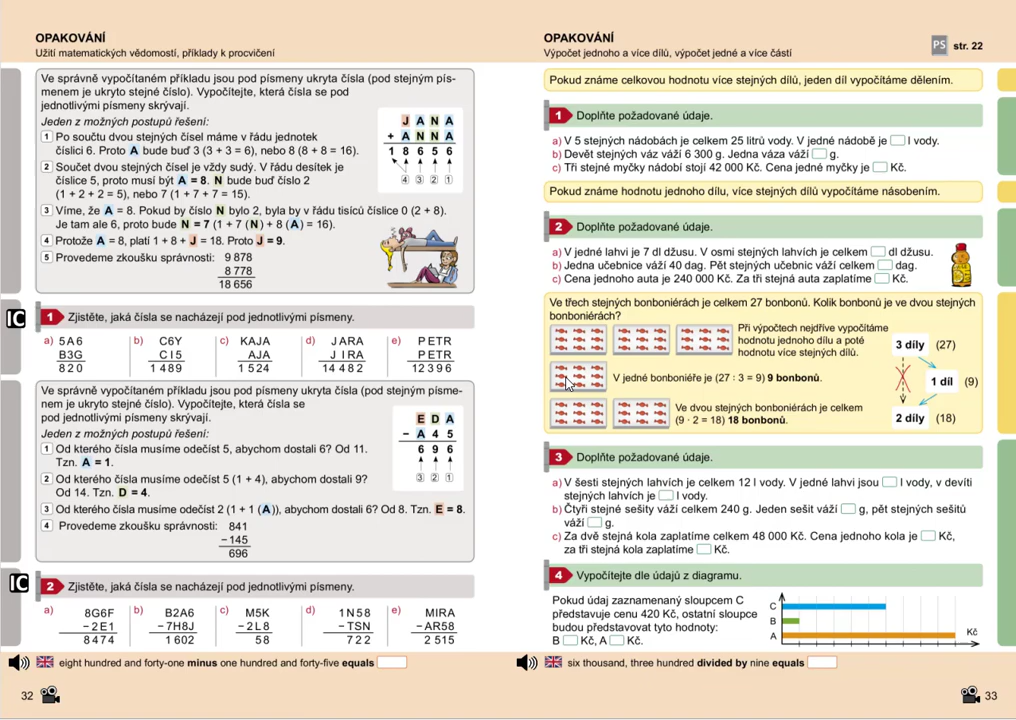 OPAKOVÁNÍ
Užití matematických vědomostí, příklady k procvičení
Ve správně vypočítaném příkladu jsou pod písmeny ukryta čísla (pod stejným pís-
menem je ukryto stejné číslo). Vypočítejte, která čísla se pod
jednotlivými písmeny skrývají.
Jeden z možných postupů řešení:
1 Po součtu dvou stejných čísel máme v řádu jednotek
číslici 6. Proto A bude buď 3 (3 + 3 = 6), nebo 8 (8 + 8 = 16).
2 Součet dvou stejných čísel je vždy sudý. V řádu desítek je
číslice 5, proto musí být A = 8. N bude buď číslo 2
(1 + 2 + 2 = 5), nebo 7 (1 + 7 + 7 = 15).
3 Víme, že A = 8. Pokud by číslo N bylo 2, byla by v řádu tisíců číslice 0 (2 + 8).
Je tam ale 6, proto bude N = 7 (1 + 7 (N) + 8 (A) = 16).
4 Protože A = 8, platí 1 + 8 + J = 18. Proto J = 9.
5 Provedeme zkoušku správnosti: 9 878
8 778
18 656
J A N A
+ A N N A
1 8 6 5 6
4 3 2 1
IC
1 Zjistěte, jaká čísla se nacházejí pod jednotlivými písmeny.
a) 5A6 b) C6Y c) KAJA d) JARA e) PETR
B3G CI5 AJA JIRA PETR
820 1489 1524 14482 12396
Ve správně vypočítaném příkladu jsou pod písmeny ukryta čísla (pod stejným písme-
nem je ukryto stejné číslo). Vypočítejte, která čísla se
pod jednotlivými písmeny skrývají.
Jeden z možných postupů řešení:
1 Od kterého čísla musíme odečíst 5, abychom dostali 6? Od 11.
Tzn. A = 1.
2 Od kterého čísla musíme odečíst 5 (1 + 4), abychom dostali 9?
Od 14. Tzn. D = 4.
3 Od kterého čísla musíme odečíst 2 (1 + 1 (A)), abychom dostali 6? Od 8. Tzn. E = 8.
4 Provedeme zkoušku správnosti: 841
– 145
696
E D A
– A 4 5
6 9 6
3 2 1
IC
2 Zjistěte, jaká čísla se nacházejí pod jednotlivými písmeny.
a) 8G6F b) B2A6 c) M5K d) 1N58 e) MIRA
– 2E1 – 7H8J – 2L8 – TSN – AR58
8474 1602 58 722 2515
eight hundred and forty-one minus one hundred and forty-five equals
32
OPAKOVÁNÍ
Výpočet jednoho a více dílů, výpočet jedné a více částí
PS str. 22
Pokud známe celkovou hodnotu více stejných dílů, jeden díl vypočítáme dělením.
1 Doplňte požadované údaje.
a) V 5 stejných nádobách je celkem 25 litrů vody. V jedné nádobě je l vody.
b) Devět stejných váz váží 6 300 g. Jedna váza váží g.
c) Tři stejné myčky nádobí stojí 42 000 Kč. Cena jedné myčky je Kč.
Pokud známe hodnotu jednoho dílu, více stejných dílů vypočítáme násobením.
2 Doplňte požadované údaje.
a) V jedné lahvi je 7 dl džusu. V osmi stejných lahvích je celkem dl džusu.
b) Jedna učebnice váží 40 dag. Pět stejných učebnic váží celkem dag.
c) Cena jednoho auta je 240 000 Kč. Za tři stejná auta zaplatíme Kč.
Ve třech stejných bonboniérách je celkem 27 bonbonů. Kolik bonbonů je ve dvou stejných
bonboniérách?
Při výpočtech nejdříve vypočítáme
hodnotu jednoho dílu a poté
hodnotu více stejných dílů.
3 díly (27)
V jedné bonboniéře je (27 : 3 = 9) 9 bonbonů.
1 díl (9)
Ve dvou stejných bonboniérách je celkem
(9 · 2 = 18) 18 bonbonů.
2 díly (18)
3 Doplňte požadované údaje.
a) V šesti stejných lahvích je celkem 12 l vody. V jedné lahvi jsou l vody, v devíti
stejných lahvích je l vody.
b) Čtyři stejné sešity váží celkem 240 g. Jeden sešit váží g, pět stejných sešitů
váží g.
c) Za dvě stejná kola zaplatíme celkem 48 000 Kč. Cena jednoho kola je Kč,
za tři stejná kola zaplatíme Kč.
4 Vypočítejte dle údajů z diagramu.
Pokud údaj zaznamenaný sloupcem C
představuje cenu 420 Kč, ostatní sloupce
budou představovat tyto hodnoty:
B Kč, A Kč.
C
B
A
Kč
six thousand, three hundred divided by nine equals
33